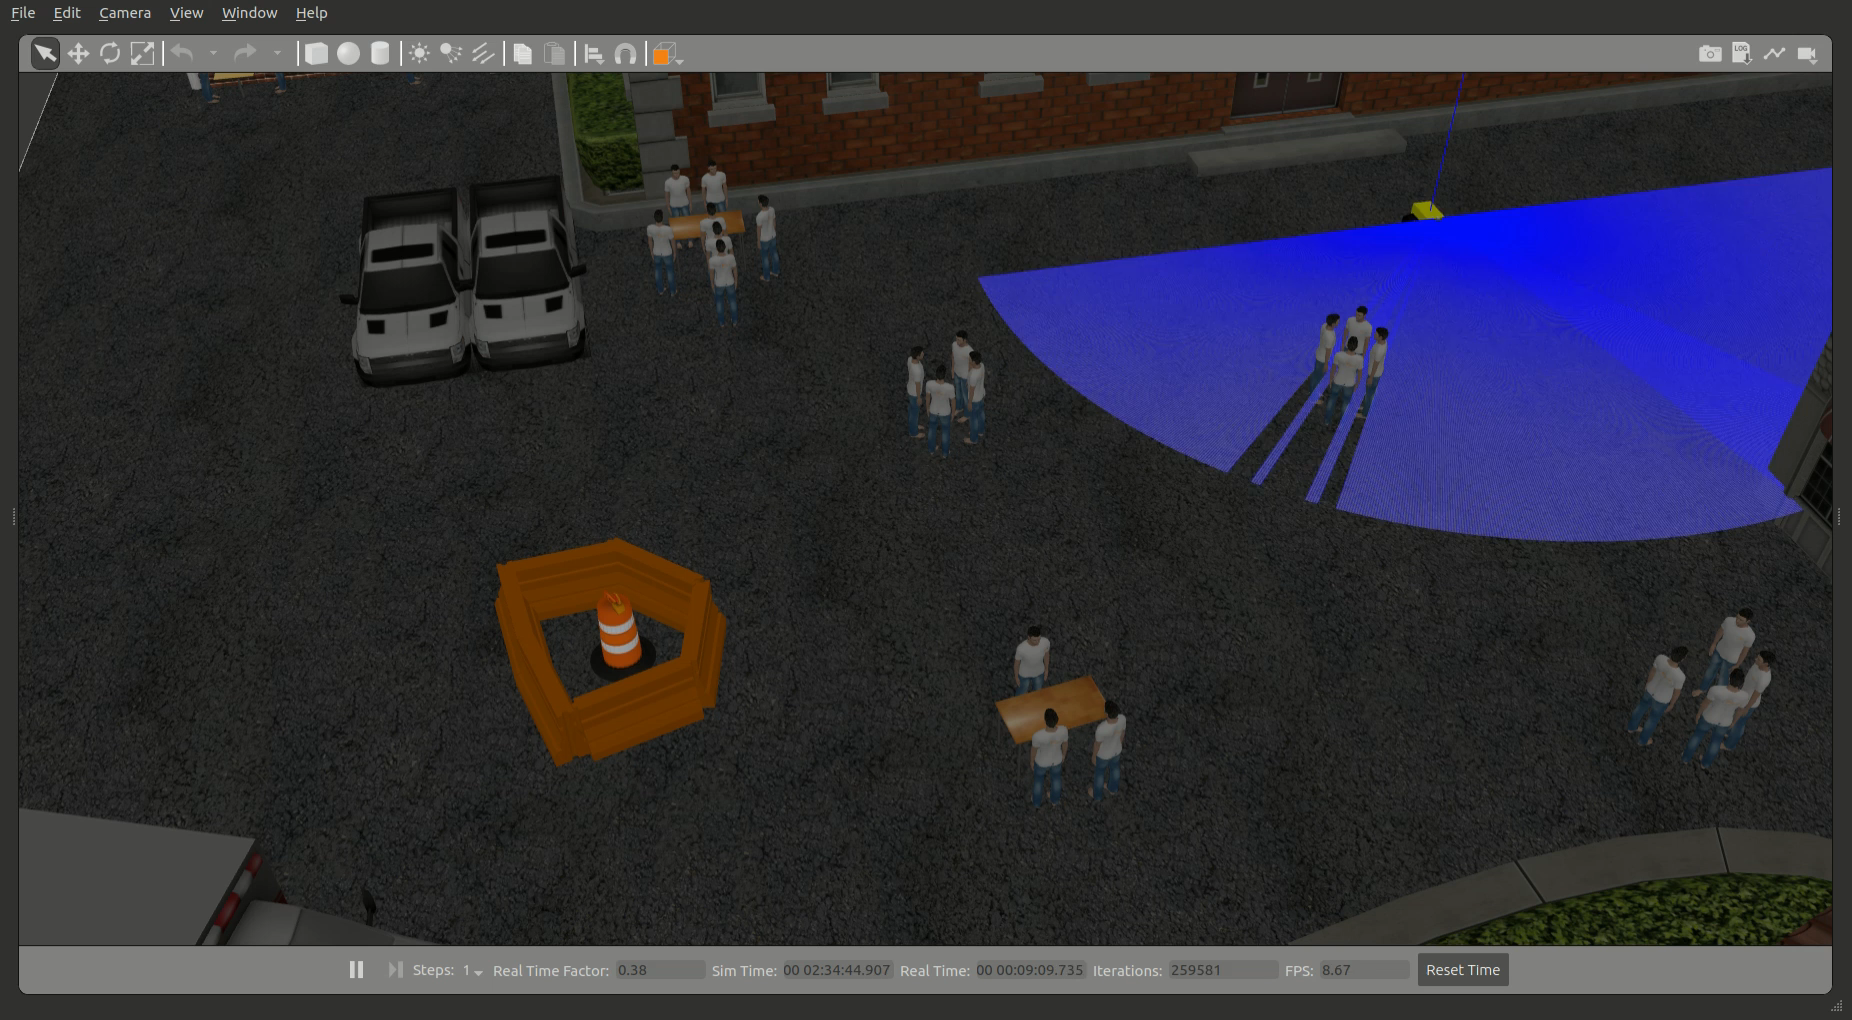 File Edit Camera View Window Help
LOG
Steps: 1 Real Time Factor: 0.38 Sim Time: 00 02:34:44.907 Real Time: 00 00:09:09.735 Iterations: 259581 FPS: 8.67 Reset Time